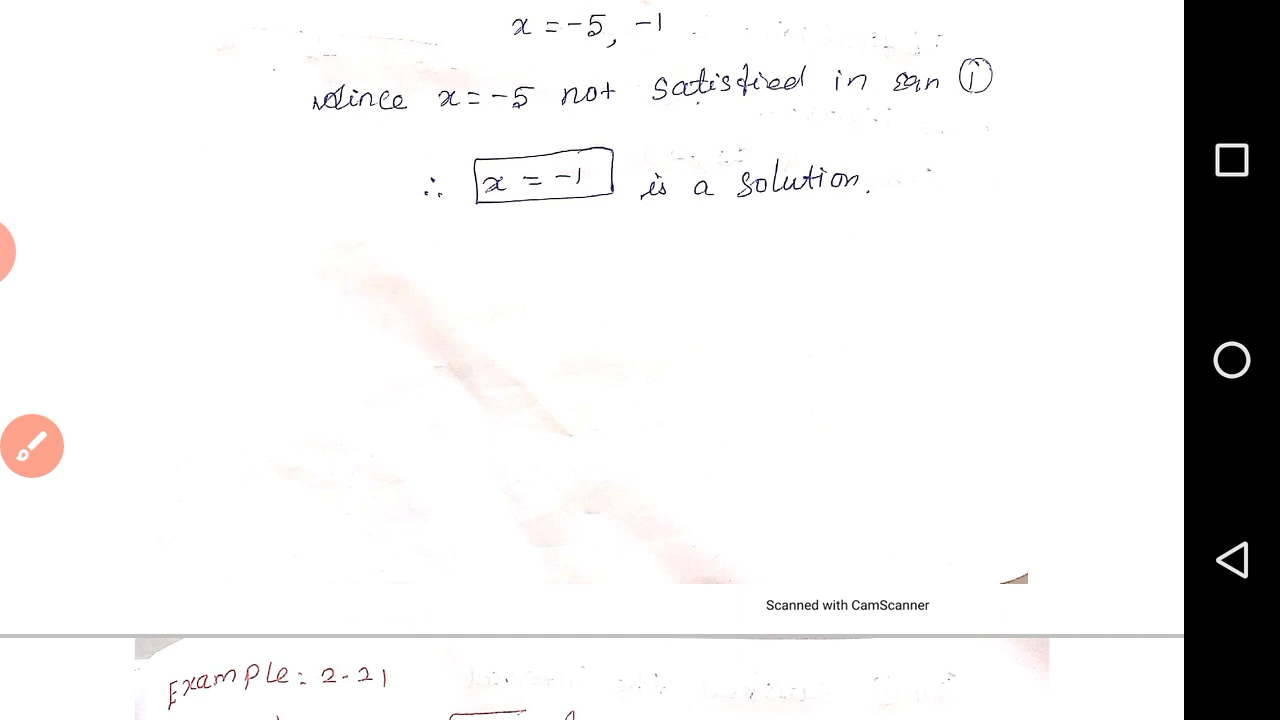 x = -5, -1
Since x = -5 not satisfied in eqn ①
∴ x = -1 is a solution.
Scanned with CamScanner
Example: 2.21